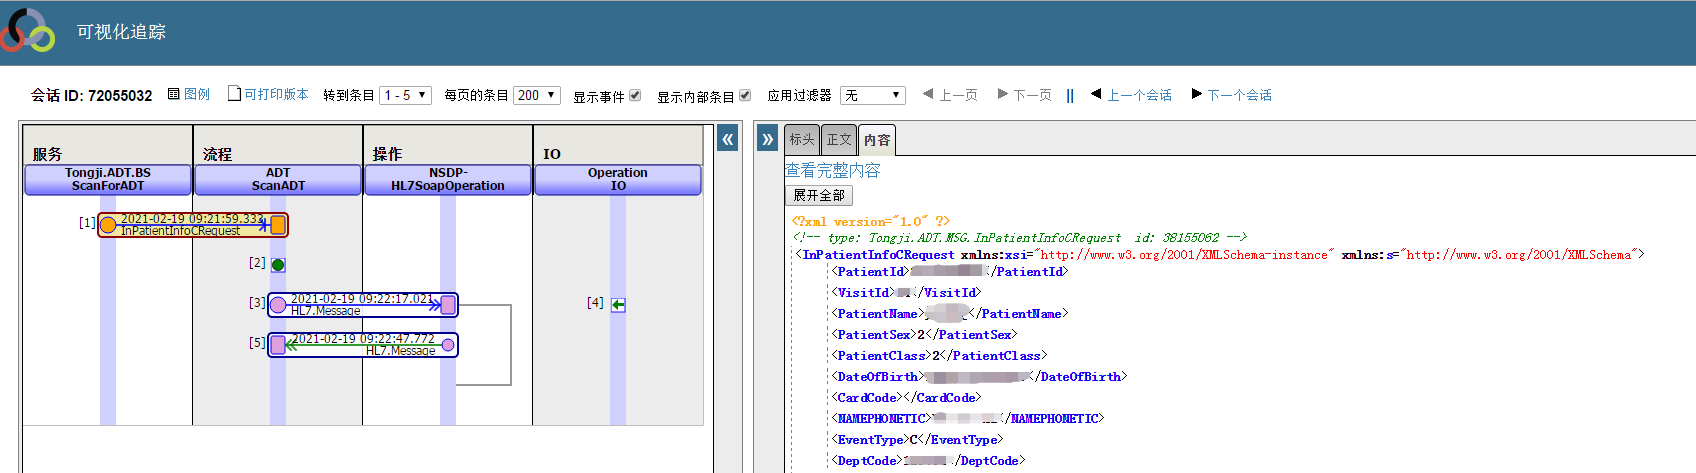 可视化追踪
会话 ID: 72055032 图例 可打印版本 转到条目 1 - 5 每页的条目 200 显示事件 显示内部条目 应用过滤器 无 上一页 下一页 || 上一个会话 下一个会话
服务 流程 操作 IO
Tongji.ADT.BS ADT NSDP- Operation
ScanForADT ScanADT HL7SoapOperation IO
[1] 2021-02-19 09:21:59.333
InPatientInfoCRequest
[2]
[3] 2021-02-19 09:22:17.021
HL7.Message
[4]
[5] 2021-02-19 09:22:47.772
HL7.Message
« »
标头 正文 内容
查看完整内容
展开全部
<?xml version="1.0" ?>
<!-- type: Tongji.ADT.MSG.InPatientInfoCRequest id: 38155062 -->
<InPatientInfoCRequest xmlns:xsi="http://www.w3.org/2001/XMLSchema-instance" xmlns:s="http://www.w3.org/2001/XMLSchema">
<PatientId> </PatientId>
<VisitId> </VisitId>
<PatientName> </PatientName>
<PatientSex>2</PatientSex>
<PatientClass>2</PatientClass>
<DateOfBirth> </DateOfBirth>
<CardCode></CardCode>
<NAMEPHONETIC> </NAMEPHONETIC>
<EventType>C</EventType>
<DeptCode> </DeptCode>